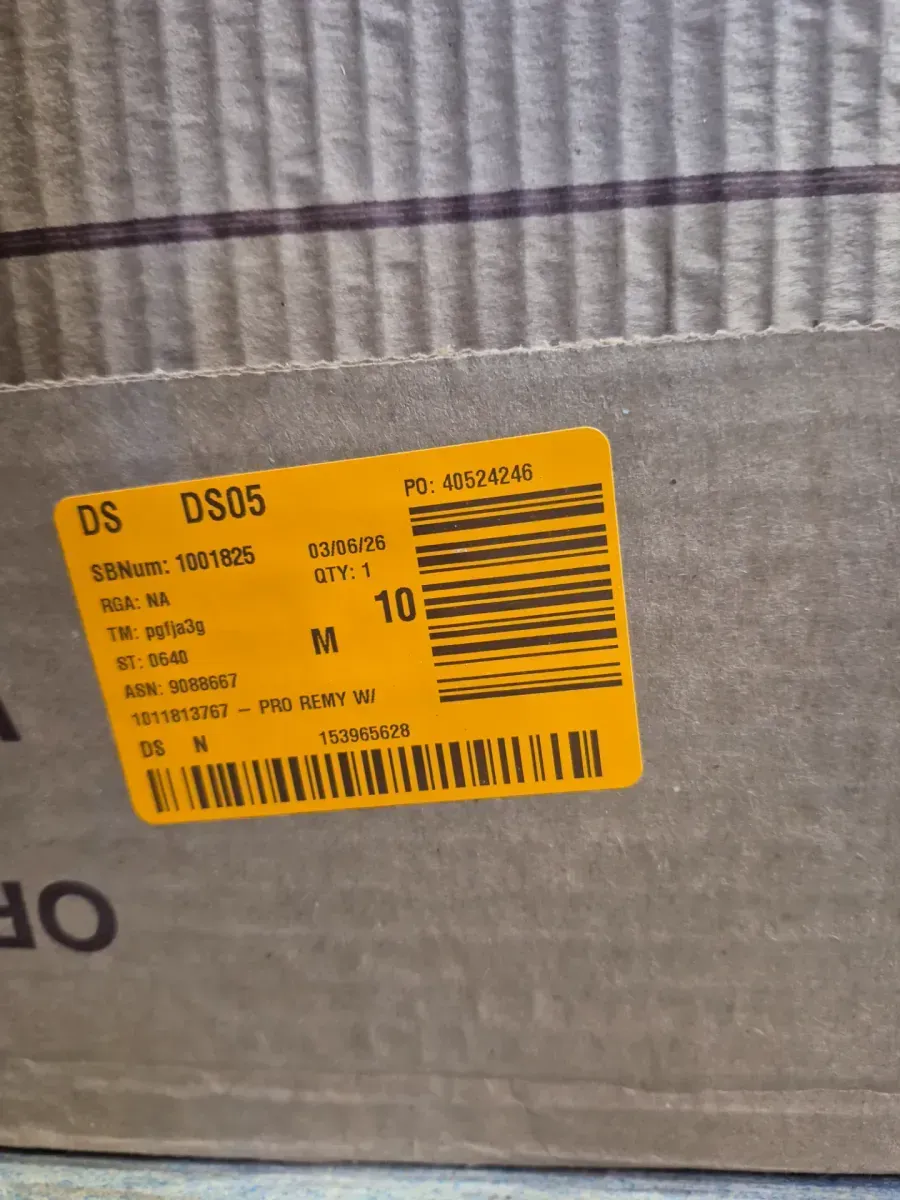 DS DS05 PO: 40524246
SBNum: 1001825 03/06/26
QTY: 1
RGA: NA
10
TM: pgfja3g
M
ST: 0640
ASN: 9088667
1011813767 – PRO REMY W/
DS N 153965628